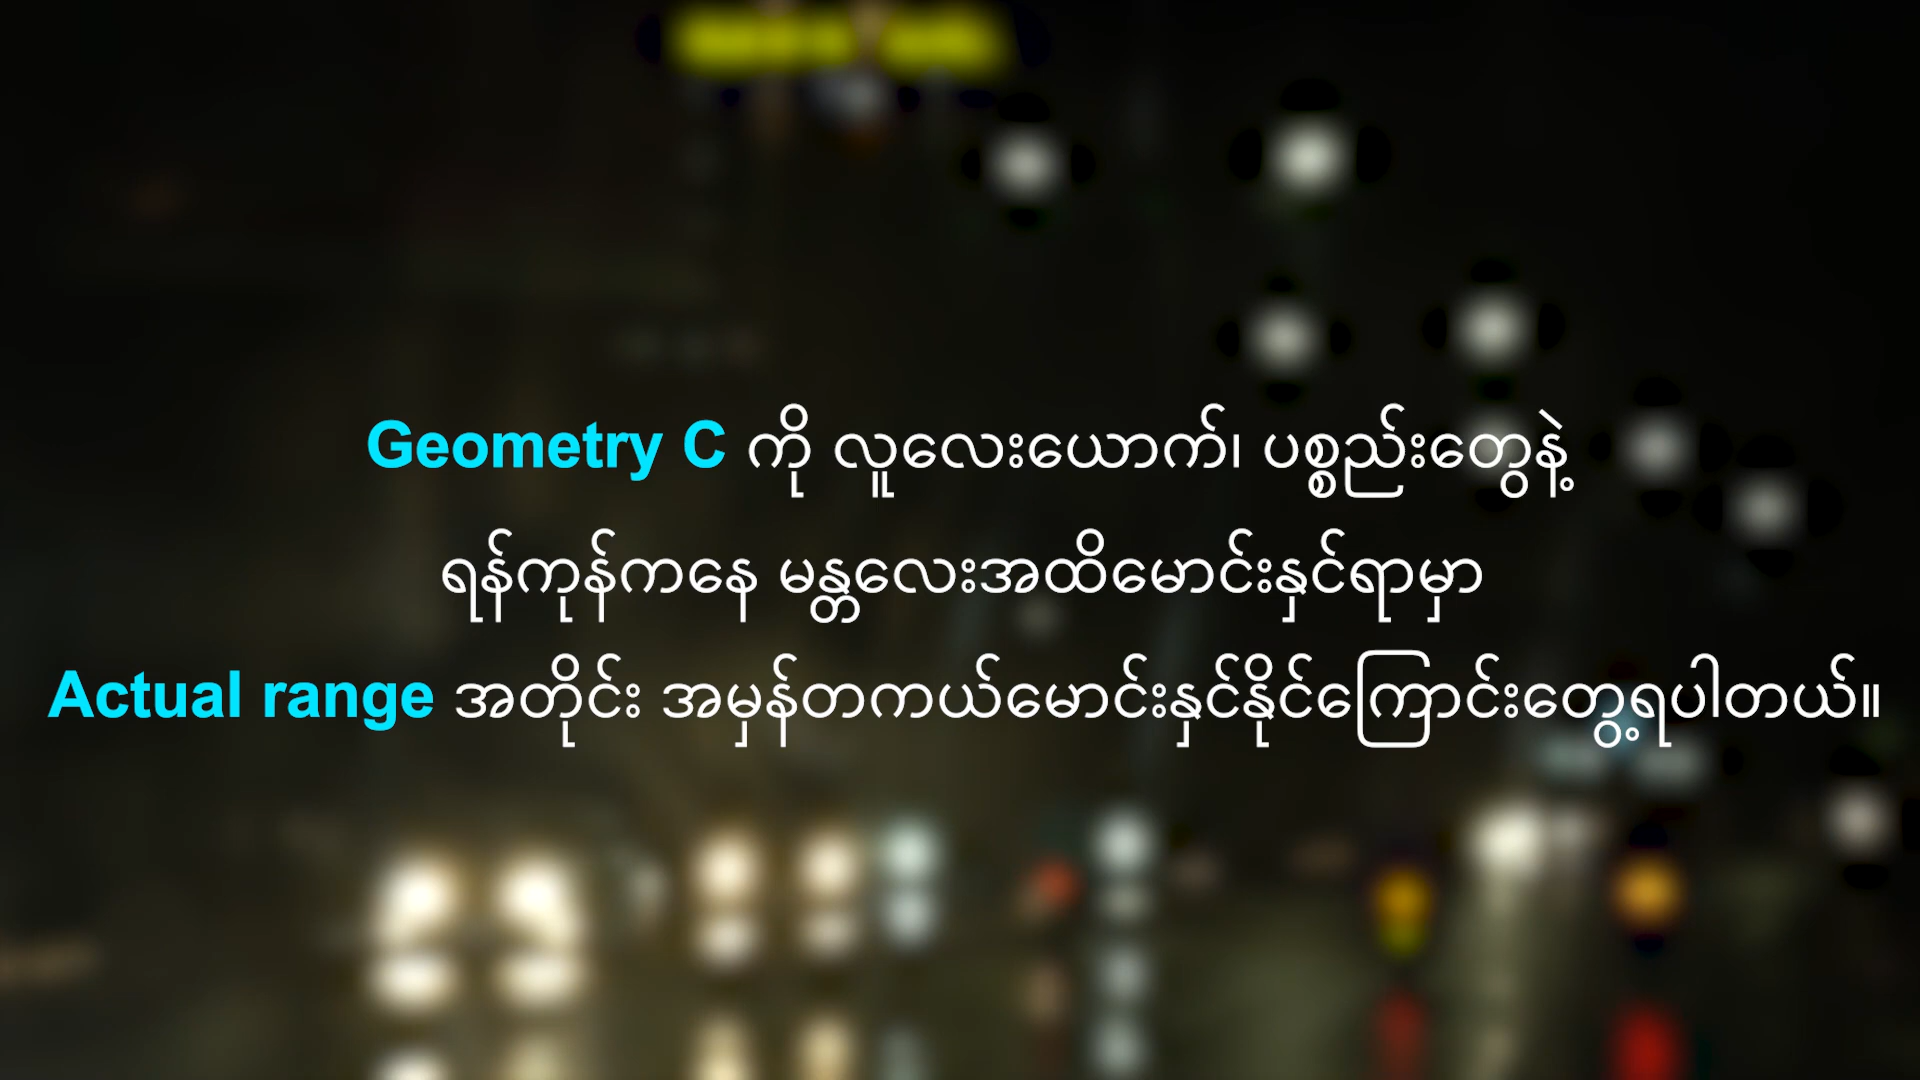 Geometry C ကို လူလေးယောက်၊ ပစ္စည်းတွေနဲ့
ရန်ကုန်ကနေ မန္တလေးအထိမောင်းနှင်ရာမှာ
Actual range အတိုင်း အမှန်တကယ်မောင်းနှင်နိုင်ကြောင်းတွေ့ရပါတယ်။